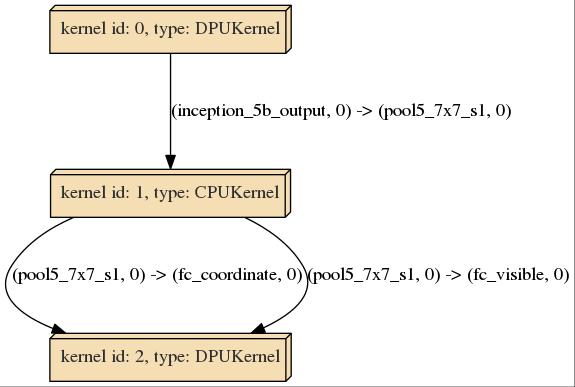 kernel id: 0, type: DPUKernel
(inception_5b_output, 0) -> (pool5_7x7_s1, 0)
kernel id: 1, type: CPUKernel
(pool5_7x7_s1, 0) -> (fc_coordinate, 0)
(pool5_7x7_s1, 0) -> (fc_visible, 0)
kernel id: 2, type: DPUKernel